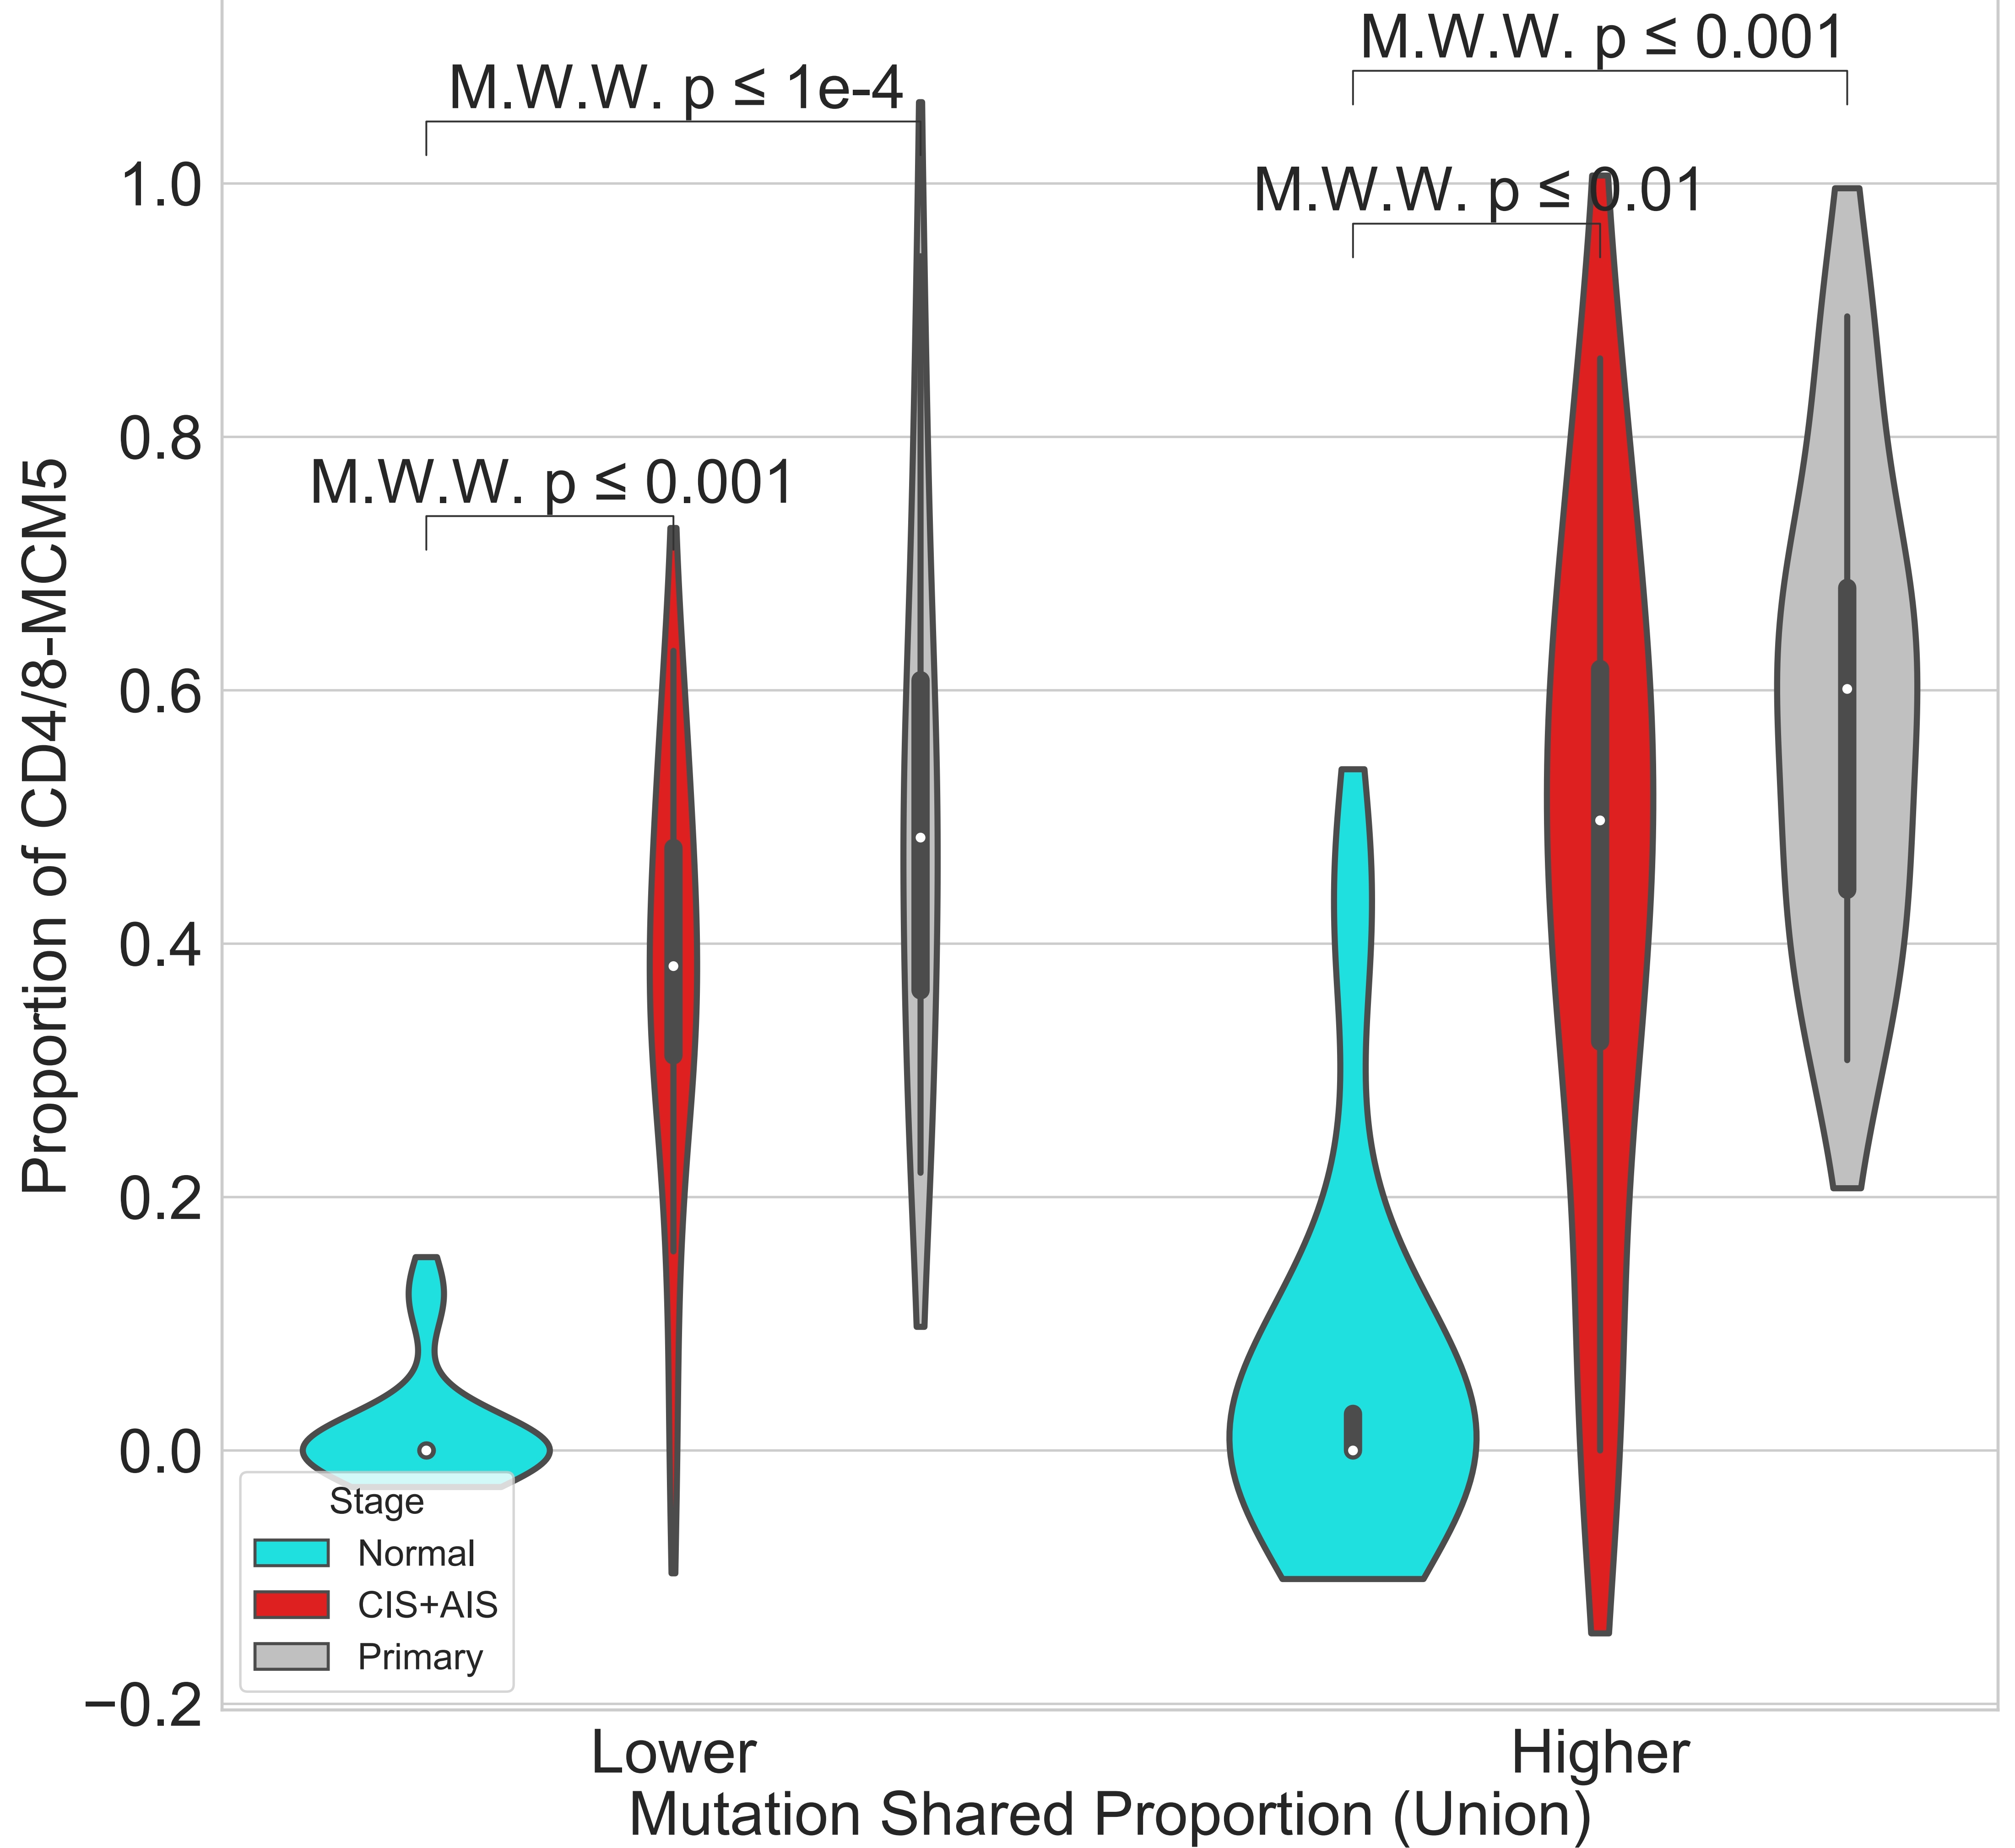 M.W.W. p ≤ 0.001
M.W.W. p ≤ 1e-4
M.W.W. p ≤ 0.01
M.W.W. p ≤ 0.001
Proportion of CD4/8-MCM5
1.0
0.8
0.6
0.4
0.2
0.0
−0.2
Stage
Normal
CIS+AIS
Primary
Lower
Higher
Mutation Shared Proportion (Union)